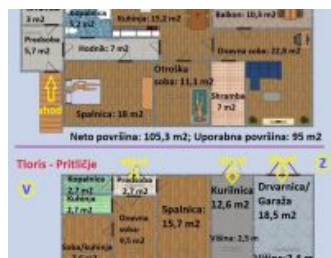 3 m2
Kopalnica
5,2 m2
Kuhinja: 15,2 m2
Balkon: 10,3 m2
Predsoba
5,7 m2
Hodnik: 7 m2
Dnevna soba: 22,8 m2
Otroška
soba: 11,1 m2
vhod
Spalnica: 18 m2
Shramba
7 m2
Neto površina: 105,3 m2; Uporabna površina: 95 m2
Tloris - Pritličje
Z
V
Kopalnica
2,7 m2
Predsoba
2,7 m2
Kuhinja
2,7 m2
Dnevna
soba:
9,5 m2
Spalnica:
15,7 m2
Kurilnica
12,6 m2
Drvarnica/
Garaža
18,5 m2
Višina: 2,5 m
Soba/kuhinja